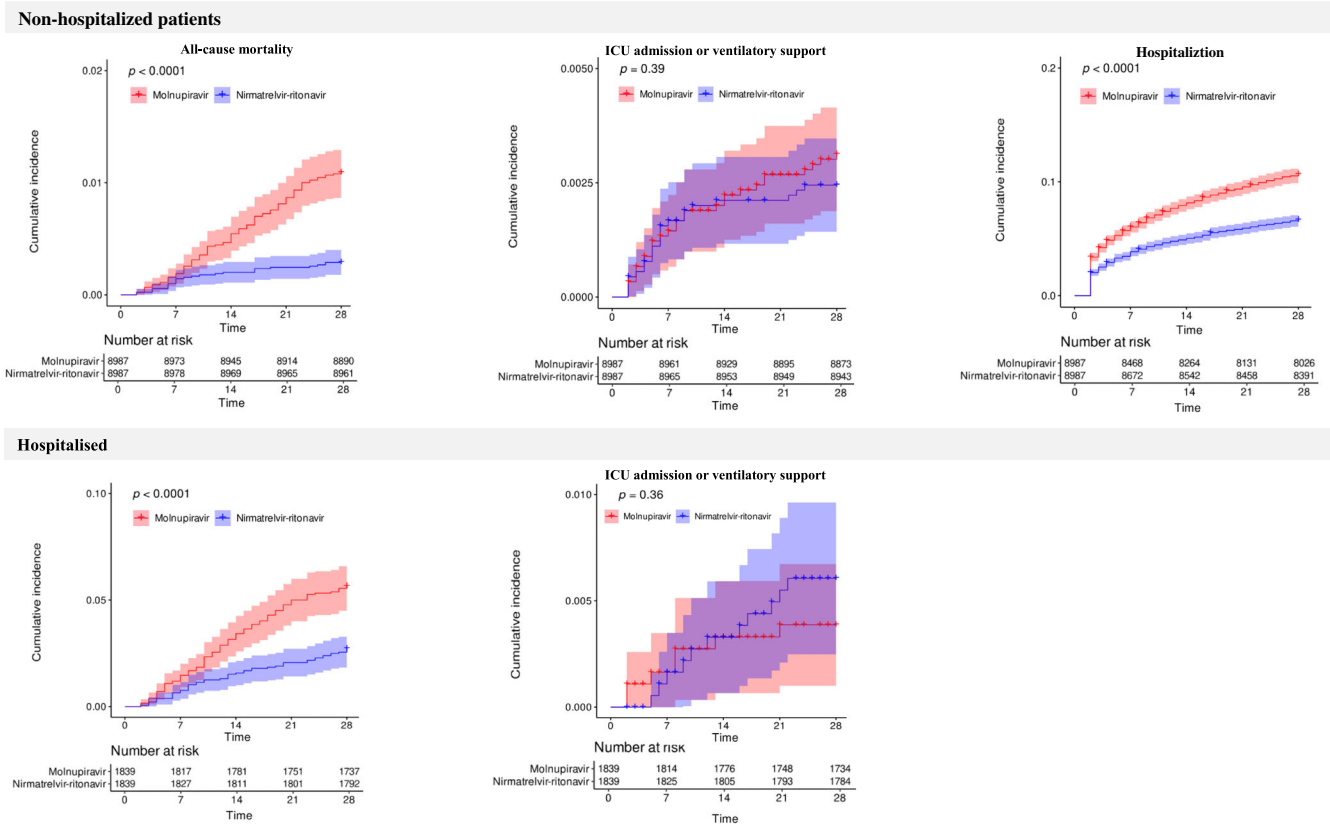 Non-hospitalized patients
All-cause mortality
p < 0.0001
Molnupiravir Nirmatrelvir-ritonavir
Cumulative incidence
0.02
0.01
0.00
0 7 14 21 28
Time
Number at risk
Molnupiravir 8987 8973 8945 8914 8890
Nirmatrelvir-ritonavir 8987 8978 8969 8965 8961
0 7 14 21 28
Time
ICU admission or ventilatory support
p = 0.39
Molnupiravir Nirmatrelvir-ritonavir
Cumulative incidence
0.0050
0.0025
0.0000
0 7 14 21 28
Time
Number at risk
Molnupiravir 8987 8961 8929 8895 8873
Nirmatrelvir-ritonavir 8987 8965 8953 8949 8943
0 7 14 21 28
Time
Hospitaliztion
p < 0.0001
Molnupiravir Nirmatrelvir-ritonavir
Cumulative incidence
0.2
0.1
0.0
0 7 14 21 28
Time
Number at risk
Molnupiravir 8987 8468 8264 8131 8026
Nirmatrelvir-ritonavir 8987 8672 8542 8458 8391
0 7 14 21 28
Time
Hospitalised
p < 0.0001
Molnupiravir Nirmatrelvir-ritonavir
Cumulative incidence
0.10
0.05
0.00
0 7 14 21 28
Time
Number at risk
Molnupiravir 1839 1817 1781 1751 1737
Nirmatrelvir-ritonavir 1839 1827 1811 1801 1792
0 7 14 21 28
Time
ICU admission or ventilatory support
p = 0.36
Molnupiravir Nirmatrelvir-ritonavir
Cumulative incidence
0.010
0.005
0.000
0 7 14 21 28
Time
Number at risk
Molnupiravir 1839 1814 1776 1748 1734
Nirmatrelvir-ritonavir 1839 1825 1805 1793 1784
0 7 14 21 28
Time